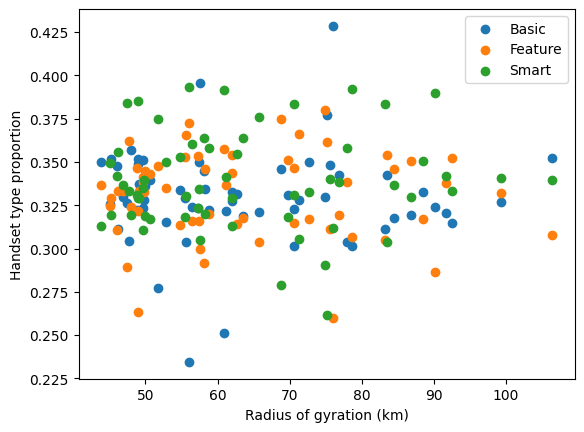 0.425
0.400
0.375
0.350
0.325
0.300
0.275
0.250
0.225
Handset type proportion
Basic
Feature
Smart
50 60 70 80 90 100
Radius of gyration (km)